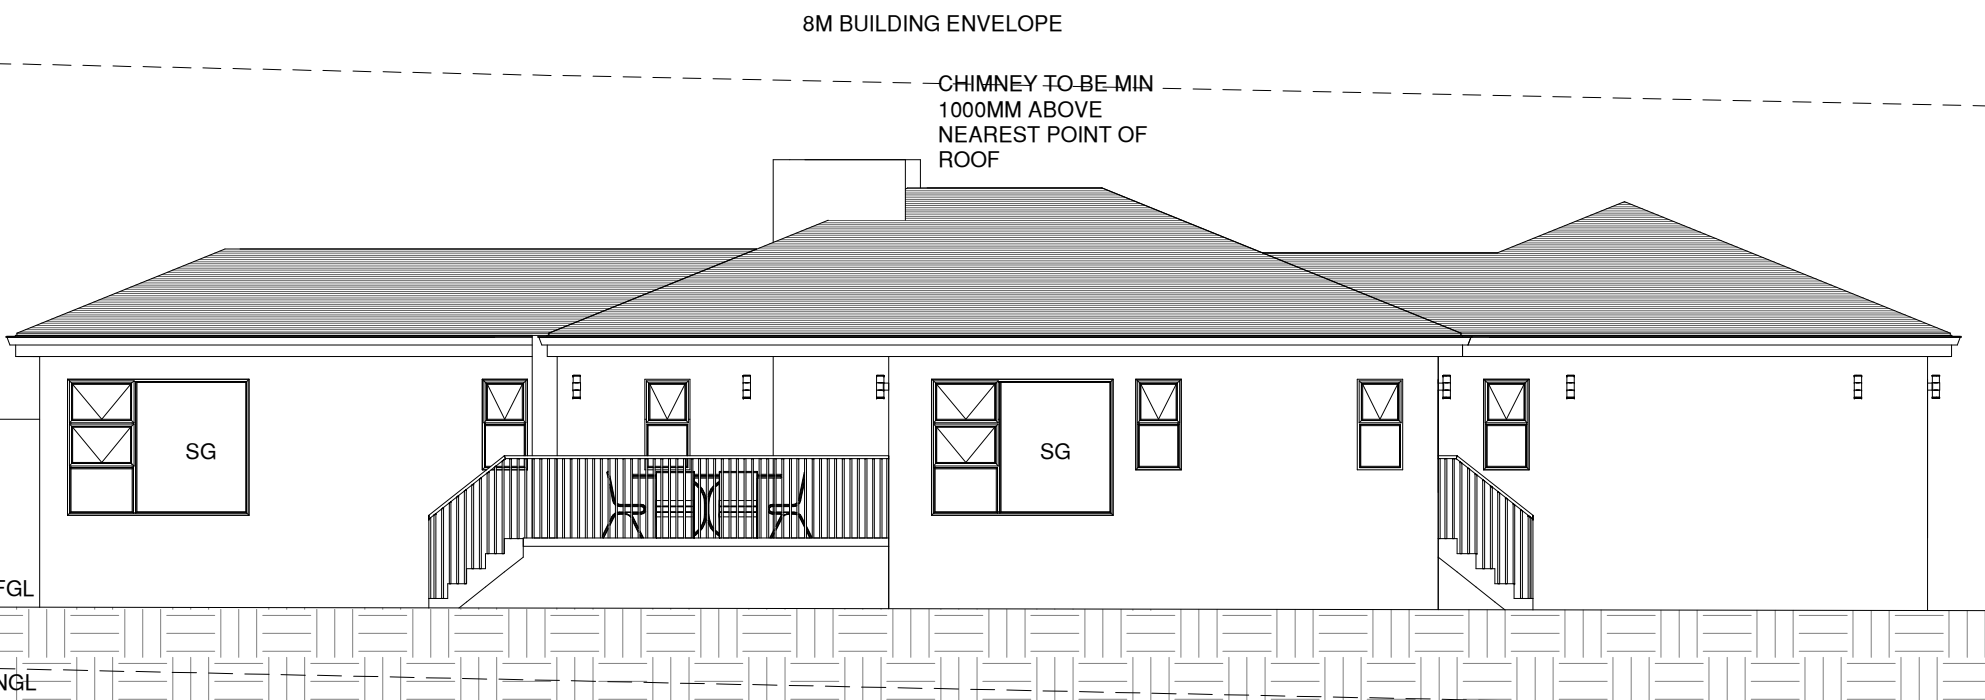 8M BUILDING ENVELOPE
CHIMNEY TO BE MIN
1000MM ABOVE
NEAREST POINT OF
ROOF
SG
SG
FGL
NGL